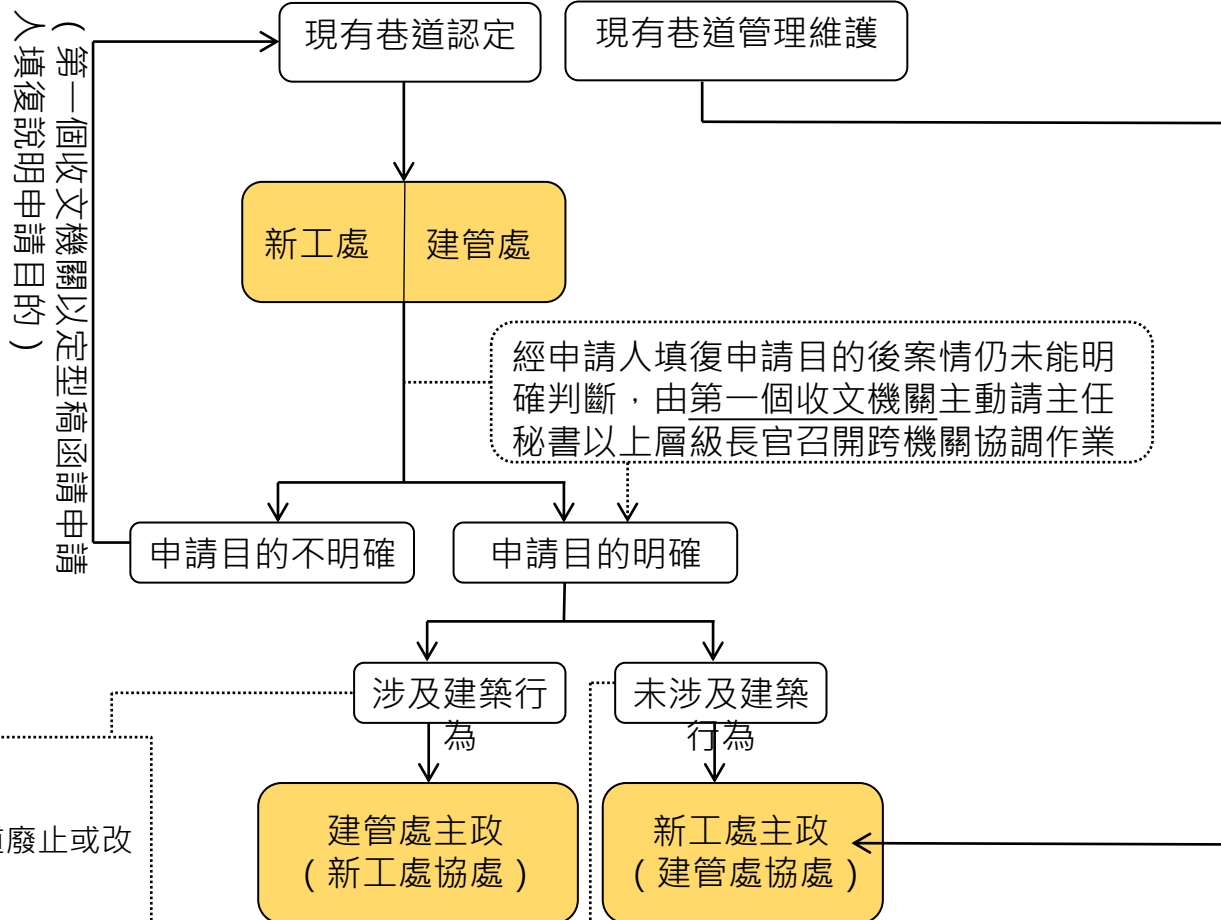 現有巷道認定
現有巷道管理維護
(第一個收文機關以定型稿函請申請
人填復說明申請目的)
新工處
建管處
經申請人填復申請目的後案情仍未能明
確判斷，由第一個收文機關主動請主任
秘書以上層級長官召開跨機關協調作業
申請目的不明確
申請目的明確
涉及建築行
為
未涉及建築
行為
廢止或改
建管處主政
(新工處協處)
新工處主政
(建管處協處)